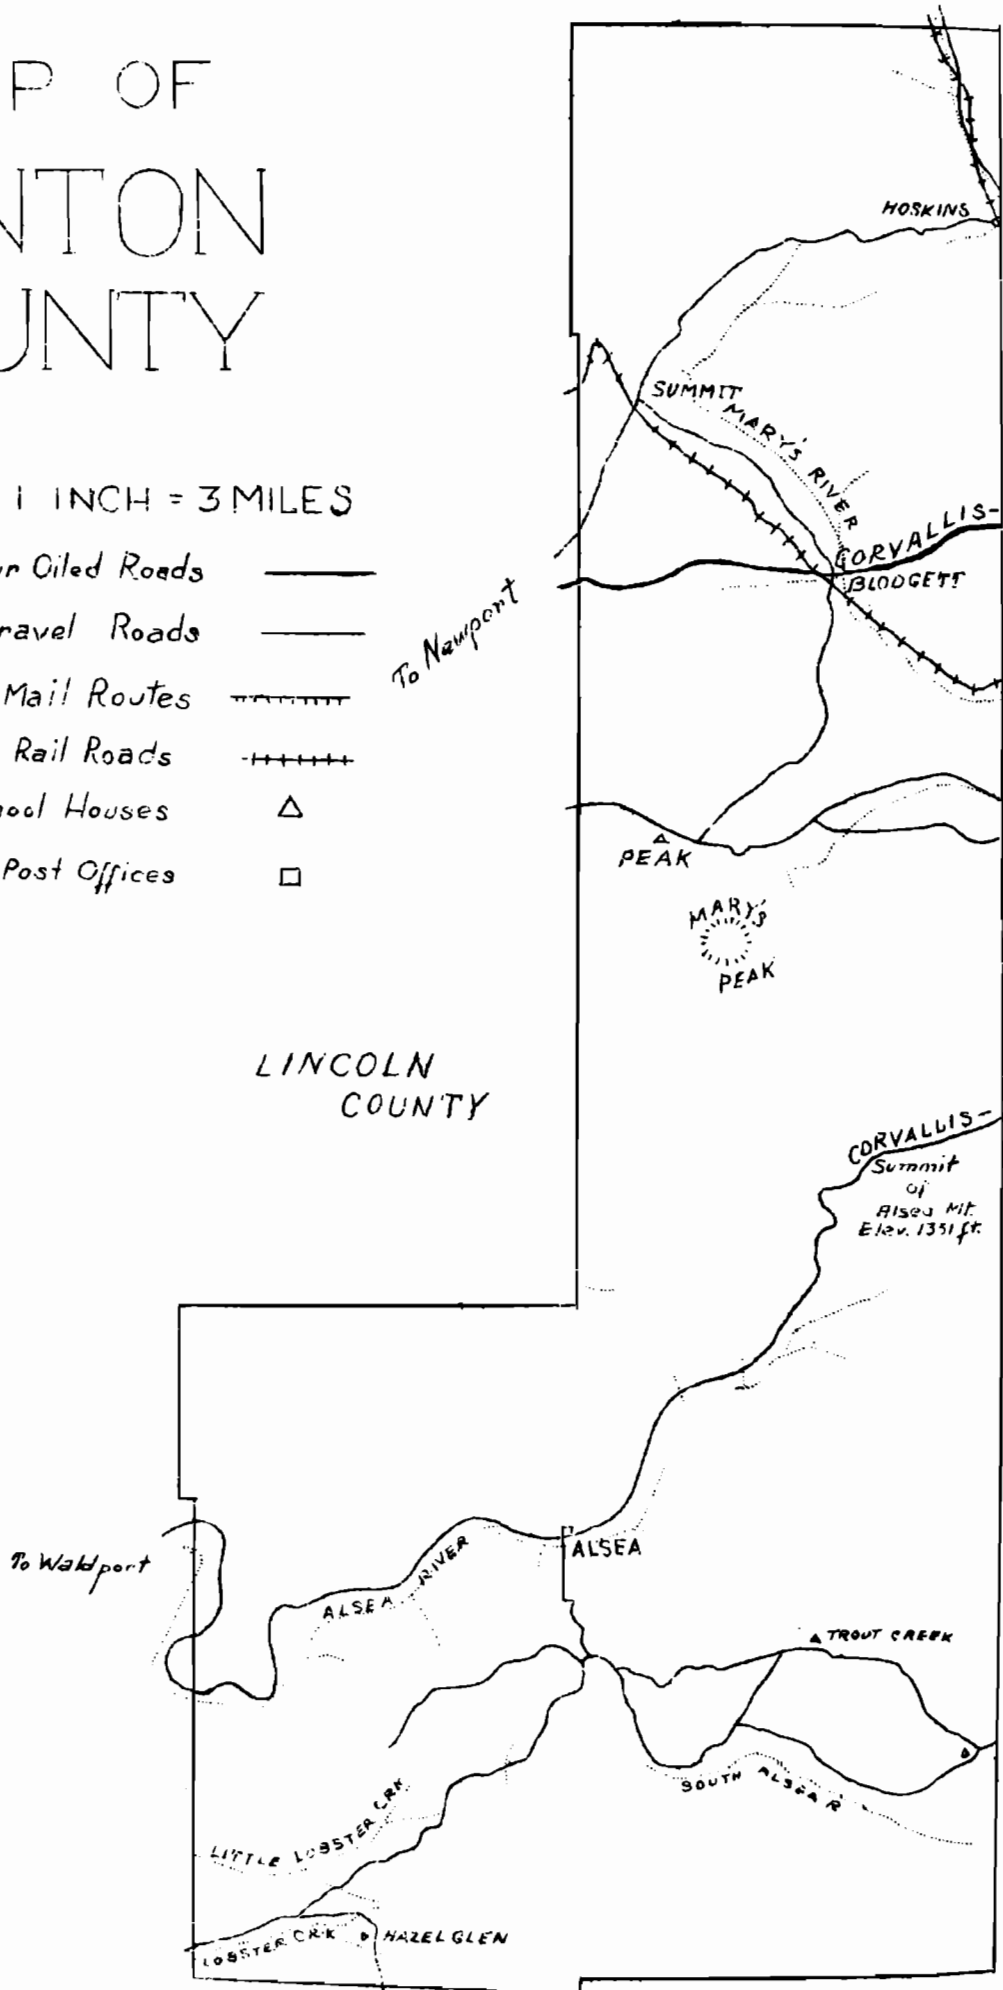 P OF
NTON
UNTY
1 INCH = 3 MILES
r Oiled Roads
ravel Roads
Mail Routes
Rail Roads
ool Houses
Post Offices
HOSKINS
SUMMIT
MARY'S RIVER
CORVALLIS-
BLODGETT
To Newport
PEAK
MARY'S
PEAK
LINCOLN
COUNTY
CORVALLIS-
Summit
of
Alsea Mt.
Elev. 1351 ft.
To Waldport
ALSEA
ALSEA RIVER
TROUT CREEK
SOUTH ALSEA R
LITTLE LOBSTER CRK.
LOBSTER CRK
HAZELGLEN